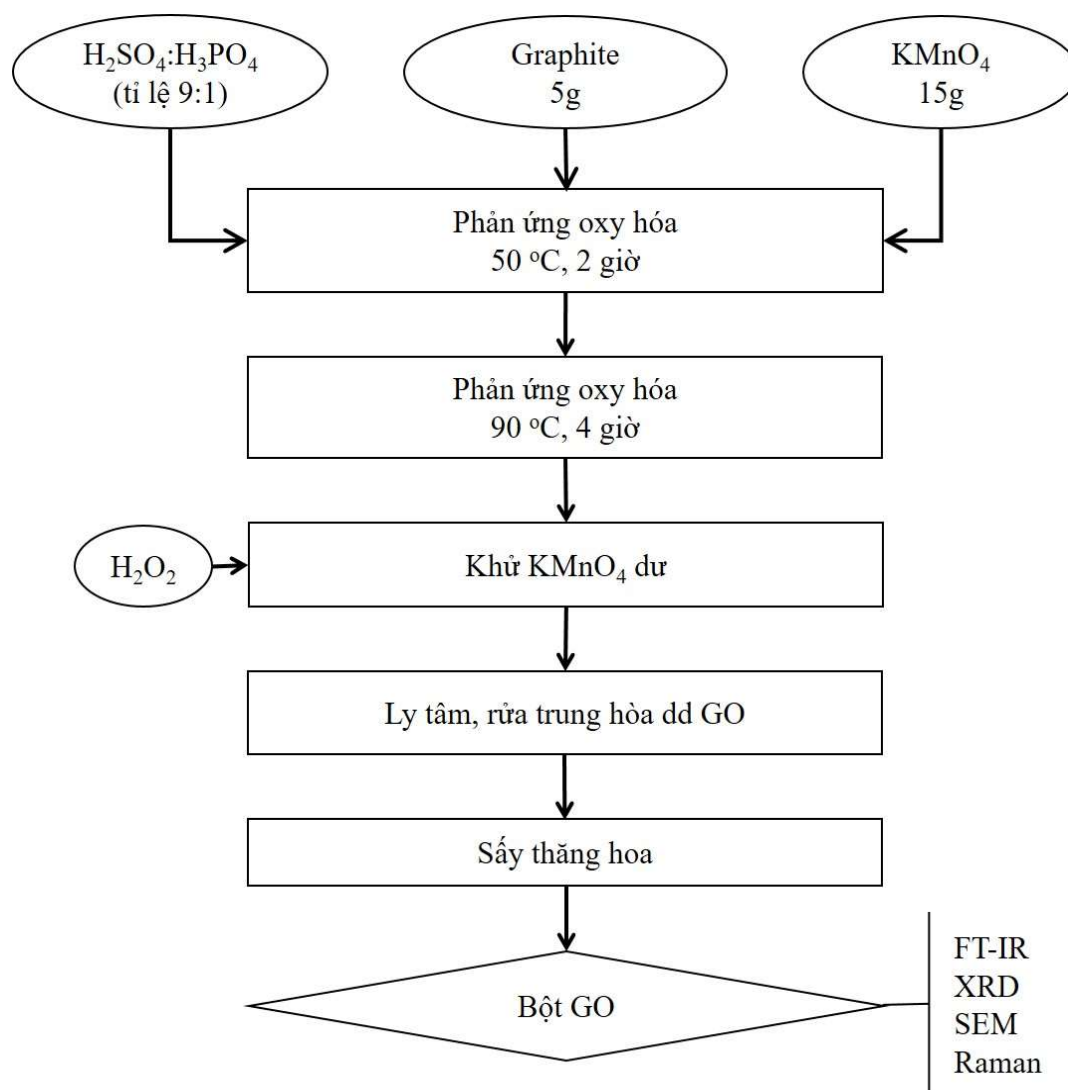 H₂SO₄:H₃PO₄
(tỉ lệ 9:1)
Graphite
5g
KMnO₄
15g
Phản ứng oxy hóa
50 ºC, 2 giờ
Phản ứng oxy hóa
90 ºC, 4 giờ
H₂O₂
Khử KMnO₄ dư
Ly tâm, rửa trung hòa dd GO
Sấy thăng hoa
Bột GO
FT-IR
XRD
SEM
Raman